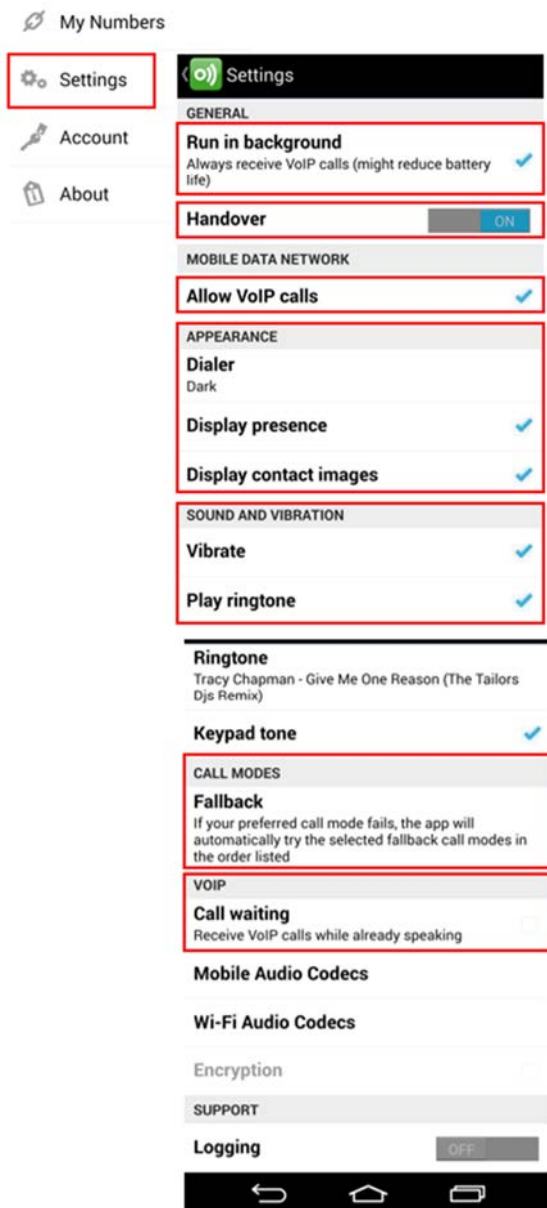 My Numbers
Settings
Account
About
Settings
GENERAL
Run in background
Always receive VoIP calls (might reduce battery
life)
Handover
ON
MOBILE DATA NETWORK
Allow VoIP calls
APPEARANCE
Dialer
Dark
Display presence
Display contact images
SOUND AND VIBRATION
Vibrate
Play ringtone
Ringtone
Tracy Chapman - Give Me One Reason (The Tailors
Djs Remix)
Keypad tone
CALL MODES
Fallback
If your preferred call mode fails, the app will
automatically try the selected fallback call modes in
the order listed
VOIP
Call waiting
Receive VoIP calls while already speaking
Mobile Audio Codecs
Wi-Fi Audio Codecs
Encryption
SUPPORT
Logging
OFF